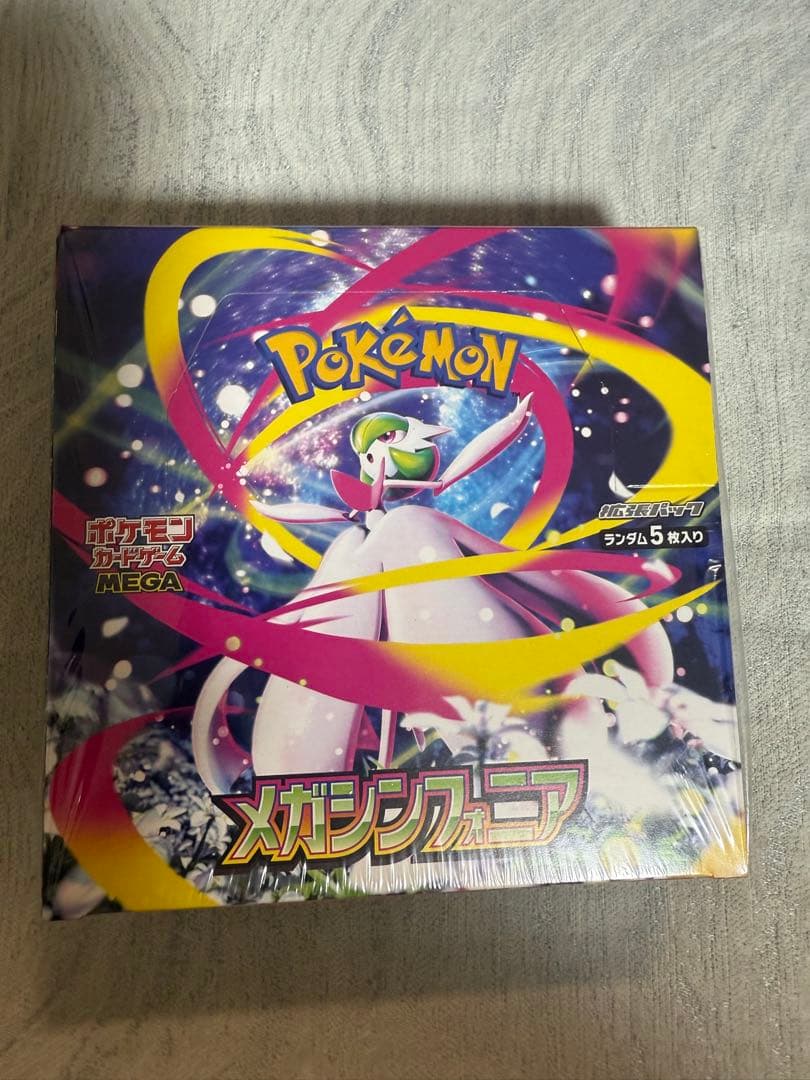 POKéMON
拡張パック
ランダム5枚入り
ポケモン
カードゲーム
MEGA
メガシンフォニア